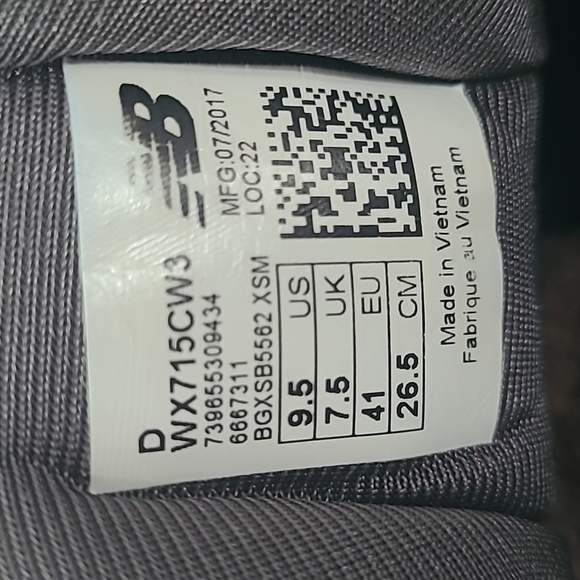 NB
MFG:07/2017
LOC:22
D
WX715CW3
739655309434
6667311
BGXSB5562 XSM
9.5 US
7.5 UK
41 EU
26.5 CM
Made in Vietnam
Fabriqué au Vietnam